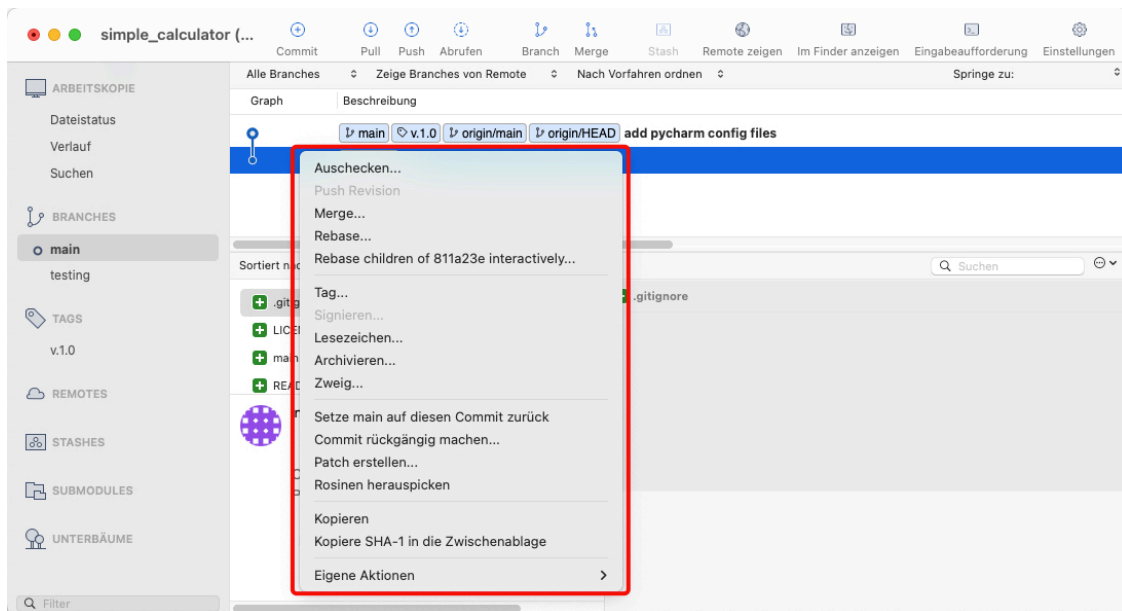 simple_calculator (...
Commit Pull Push Abrufen Branch Merge Stash Remote zeigen Im Finder anzeigen Eingabeaufforderung Einstellungen
ARBEITSKOPIE
Dateistatus
Verlauf
Suchen
BRANCHES
main
testing
TAGS
v.1.0
REMOTES
STASHES
SUBMODULES
UNTERBÄUME
Filter
Alle Branches Zeige Branches von Remote Nach Vorfahren ordnen Springe zu:
Graph Beschreibung
main v.1.0 origin/main origin/HEAD add pycharm config files
Auschecken...
Push Revision
Merge...
Rebase...
Rebase children of 811a23e interactively...
Tag...
Signieren...
Lesezeichen...
Archivieren...
Zweig...
Setze main auf diesen Commit zurück
Commit rückgängig machen...
Patch erstellen...
Rosinen herauspicken
Kopieren
Kopiere SHA-1 in die Zwischenablage
Eigene Aktionen
Sortiert Suchen
.gitignore